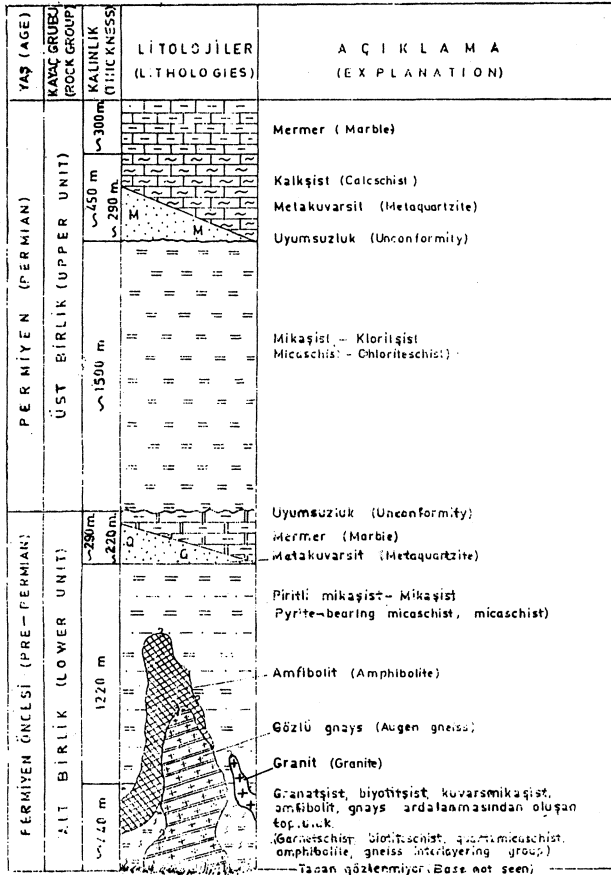 YAŞ (AGE)
KAYAÇ GRUBU
(ROCK GROUP)
KALINLIK
(THICKNESS)
LİTOLOJİLER
(LITHOLOGIES)
AÇIKLAMA
(EXPLANATION)
PERMİYEN (PERMIAN)
ÜST BİRLİK (UPPER UNIT)
~300m.
~450 m
290 m.
~1500 m
M
M
Mermer (Marble)
Kalkşist (Calcschist)
Metakuvarsit (Metaquartzite)
Uyumsuzluk (Unconformity)
Mikaşist - Kloritşist
Micaschist - Chloriteschist)
PERMİYEN ÖNCESİ (PRE-PERMIAN)
ALT BİRLİK (LOWER UNIT)
~290m.
~220m.
1220 m
Q
Q
?
?
?
Uyumsuzluk (Unconformity)
Mermer (Marble)
Metakuvarsit (Metaquartzite)
Piritli mikaşist - Mikaşist
Pyrite-bearing micaschist, micaschist)
Amfibolit (Amphibolite)
Gözlü gnays (Augen gneiss)
Granit (Granite)
Granatşist, biyotitşist, kuvarsmikaşist,
amfibolit, gnays ardalanmasından oluşan
topluluk.
(Garnetschist, biotiteschist, quartzmicaschist,
amphibolite, gneiss interlayering group)
Taban gözlenmiyor (Base not seen)